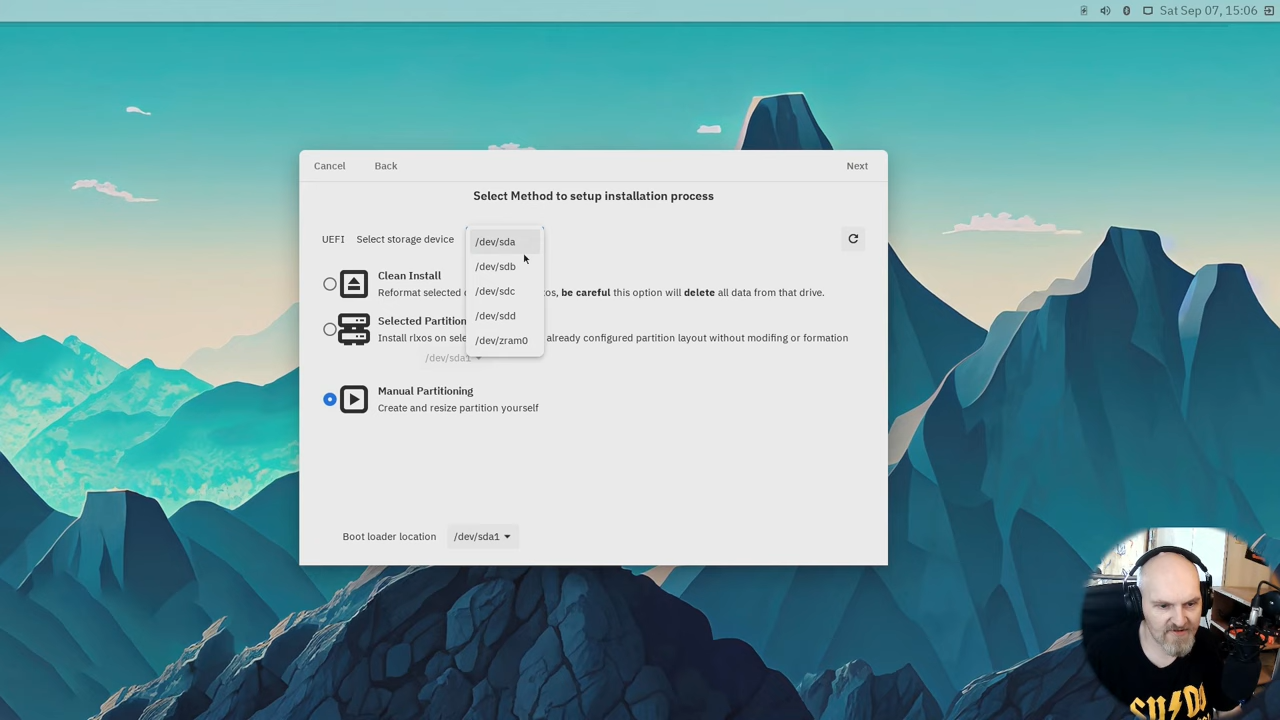 Sat Sep 07, 15:06
Cancel Back Next
Select Method to setup installation process
UEFI Select storage device
/dev/sda
/dev/sdb
/dev/sdc
/dev/sdd
/dev/zram0
Clean Install
Reformat selected os, be careful this option will delete all data from that drive.
Selected Partition
Install rlxos on sele already configured partition layout without modifing or formation
/dev/sda1
Manual Partitioning
Create and resize partition yourself
Boot loader location /dev/sda1